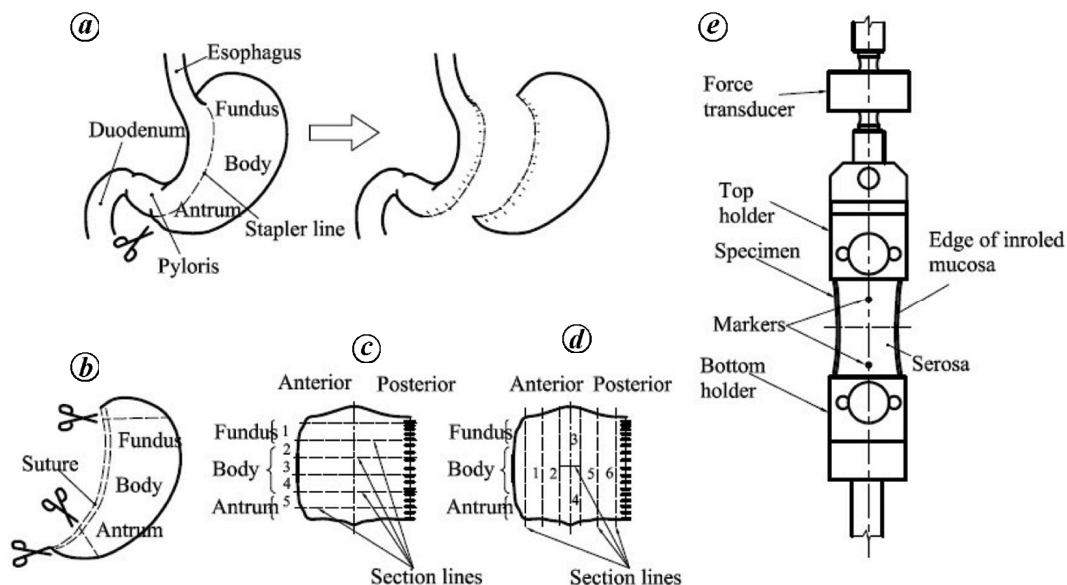 a
Esophagus
Fundus
Duodenum
Body
Antrum
Stapler line
Pyloris
b
Fundus
Suture
Body
Antrum
c
Anterior Posterior
Fundus
1
2
Body
3
4
Antrum
5
Section lines
d
Anterior Posterior
Fundus
3
Body
1 2 5 6
4
Antrum
Section lines
e
Force
transducer
Top
holder
Specimen
Edge of inroled
mucosa
Markers
Serosa
Bottom
holder